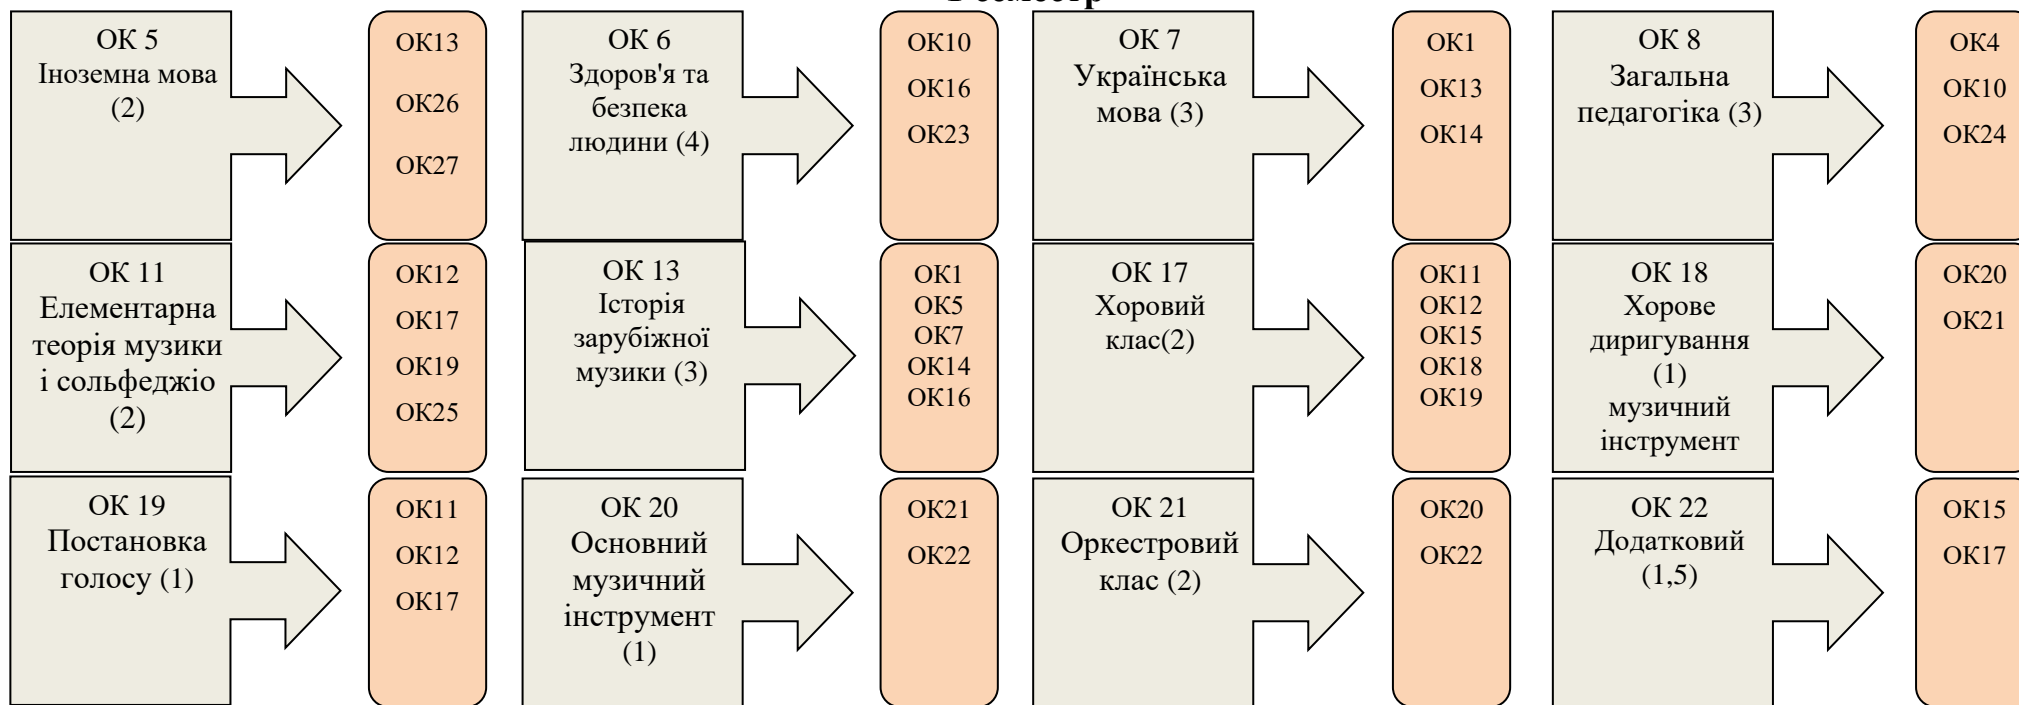 семестр
ОК 5
Іноземна мова
(2)
ОК13
ОК26
ОК27
ОК 6
Здоров'я та
безпека
людини (4)
ОК10
ОК16
ОК23
ОК 7
Українська
мова (3)
ОК1
ОК13
ОК14
ОК 8
Загальна
педагогіка (3)
ОК4
ОК10
ОК24
ОК 11
Елементарна
теорія музики
і сольфеджіо
(2)
ОК12
ОК17
ОК19
ОК25
ОК 13
Історія
зарубіжної
музики (3)
ОК1
ОК5
ОК7
ОК14
ОК16
ОК 17
Хоровий
клас(2)
ОК11
ОК12
ОК15
ОК18
ОК19
ОК 18
Хорове
диригування
(1)
музичний
інструмент
ОК20
ОК21
ОК 19
Постановка
голосу (1)
ОК11
ОК12
ОК17
ОК 20
Основний
музичний
інструмент
(1)
ОК21
ОК22
ОК 21
Оркестровий
клас (2)
ОК20
ОК22
ОК 22
Додатковий
(1,5)
ОК15
ОК17